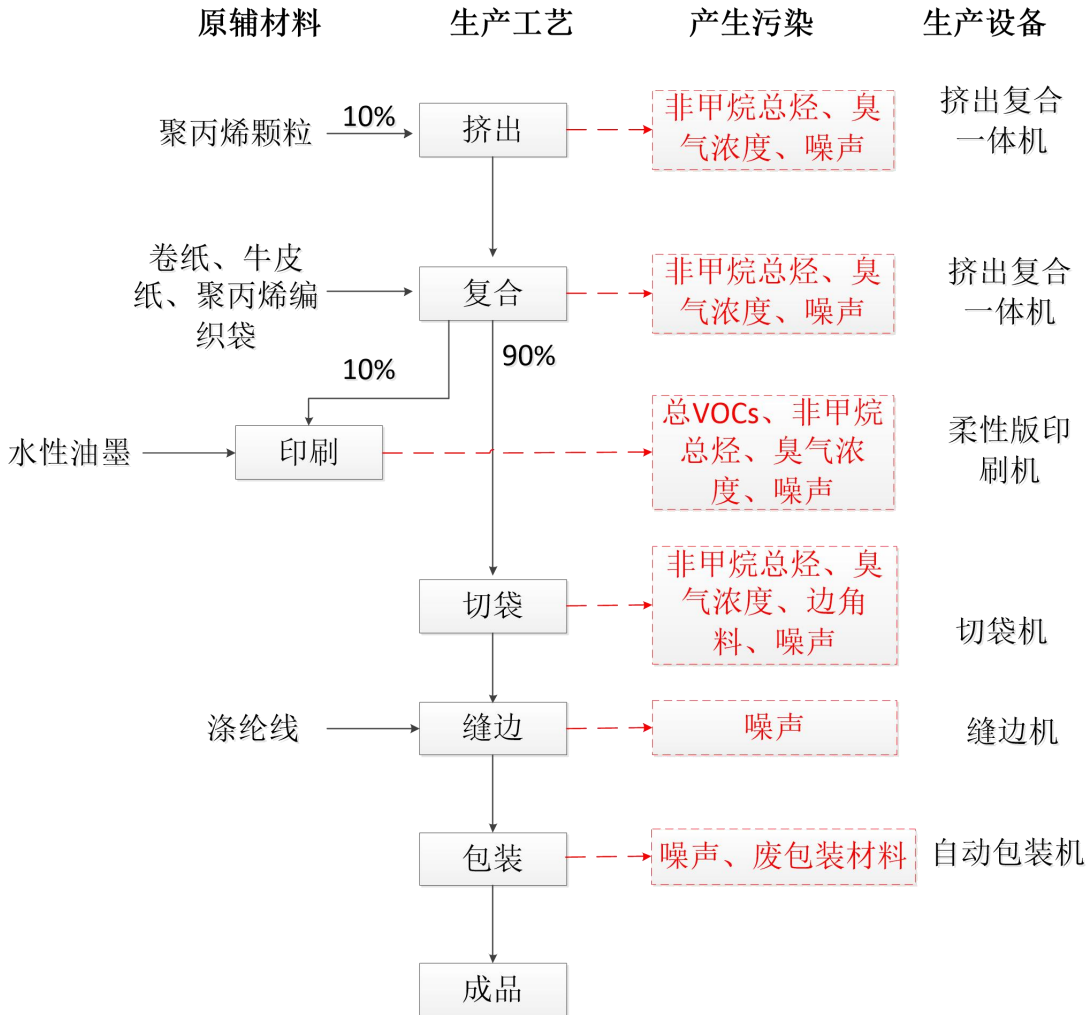 原辅材料 生产工艺 产生污染 生产设备
聚丙烯颗粒
10%
挤出
非甲烷总烃、臭
气浓度、噪声
挤出复合
一体机
卷纸、牛皮
纸、聚丙烯编
织袋
复合
非甲烷总烃、臭
气浓度、噪声
挤出复合
一体机
10%
90%
水性油墨
印刷
总VOCs、非甲烷
总烃、臭气浓
度、噪声
柔性版印
刷机
切袋
非甲烷总烃、臭
气浓度、边角
料、噪声
切袋机
涤纶线
缝边
噪声
缝边机
包装
噪声、废包装材料
自动包装机
成品